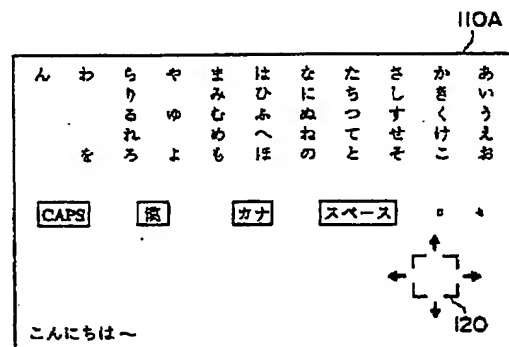 110A
あいうえお
かきくけこ
さしすせそ
たちつてと
なにぬねの
はひふへほ
まみむめも
や ゆ よ
らりるれろ
わ を
ん
CAPS 漢 カナ スペース 。 、
120
こんにちは～